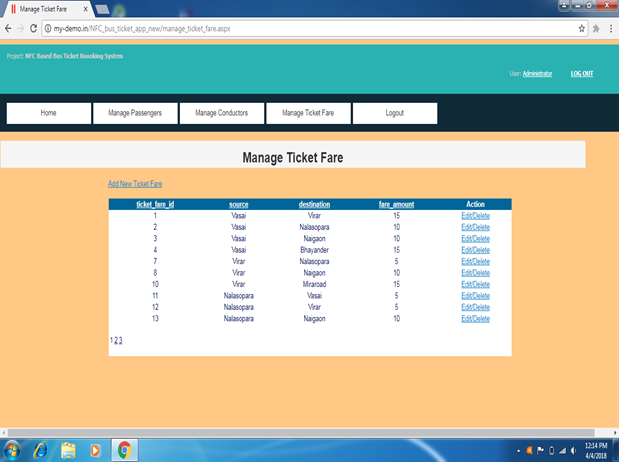 Manage Ticket Fare
my-demo.in/NFC_bus_ticket_app_new/manage_ticket_fare.aspx
Project: NFC Based Bus Ticket Boooking System
User: Administrator LOG OUT
Home Manage Passengers Manage Conductors Manage Ticket Fare Logout
Manage Ticket Fare
Add New Ticket Fare
ticket_fare_id source destination fare_amount Action
1 Vasai Virar 15 Edit/Delete
2 Vasai Nalasopara 10 Edit/Delete
3 Vasai Naigaon 10 Edit/Delete
4 Vasai Bhayander 15 Edit/Delete
7 Virar Nalasopara 5 Edit/Delete
8 Virar Naigaon 10 Edit/Delete
10 Virar Miraroad 15 Edit/Delete
11 Nalasopara Vasai 5 Edit/Delete
12 Nalasopara Virar 5 Edit/Delete
13 Nalasopara Naigaon 10 Edit/Delete
1 2 3
12:14 PM
4/4/2018